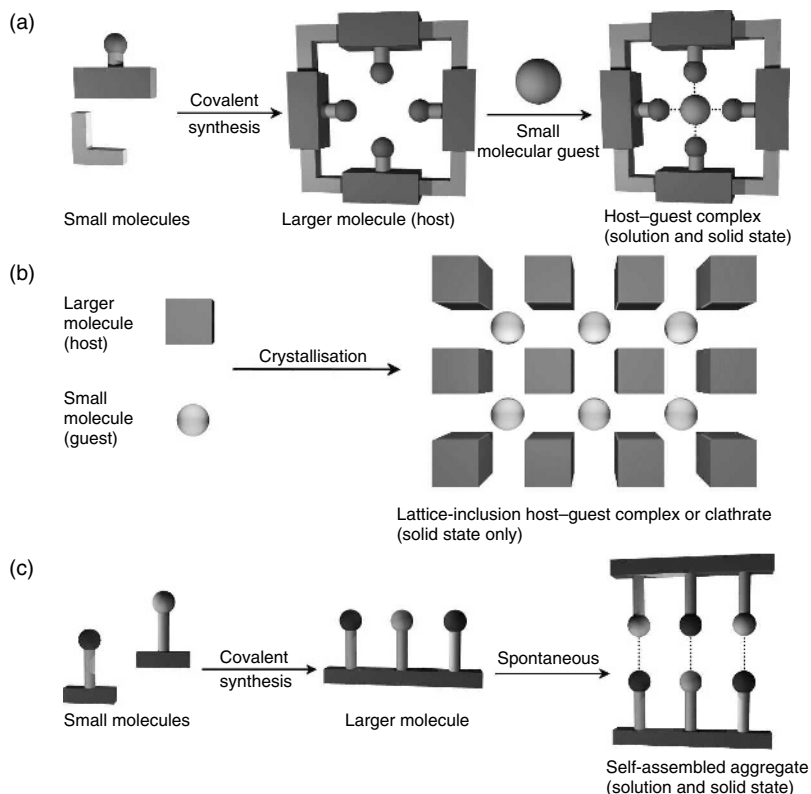 (a)
Covalent
synthesis
Small
molecular guest
Small molecules
Larger molecule (host)
Host–guest complex
(solution and solid state)
(b)
Larger
molecule
(host)
Small
molecule
(guest)
Crystallisation
Lattice-inclusion host–guest complex or clathrate
(solid state only)
(c)
Covalent
synthesis
Spontaneous
Small molecules
Larger molecule
Self-assembled aggregate
(solution and solid state)